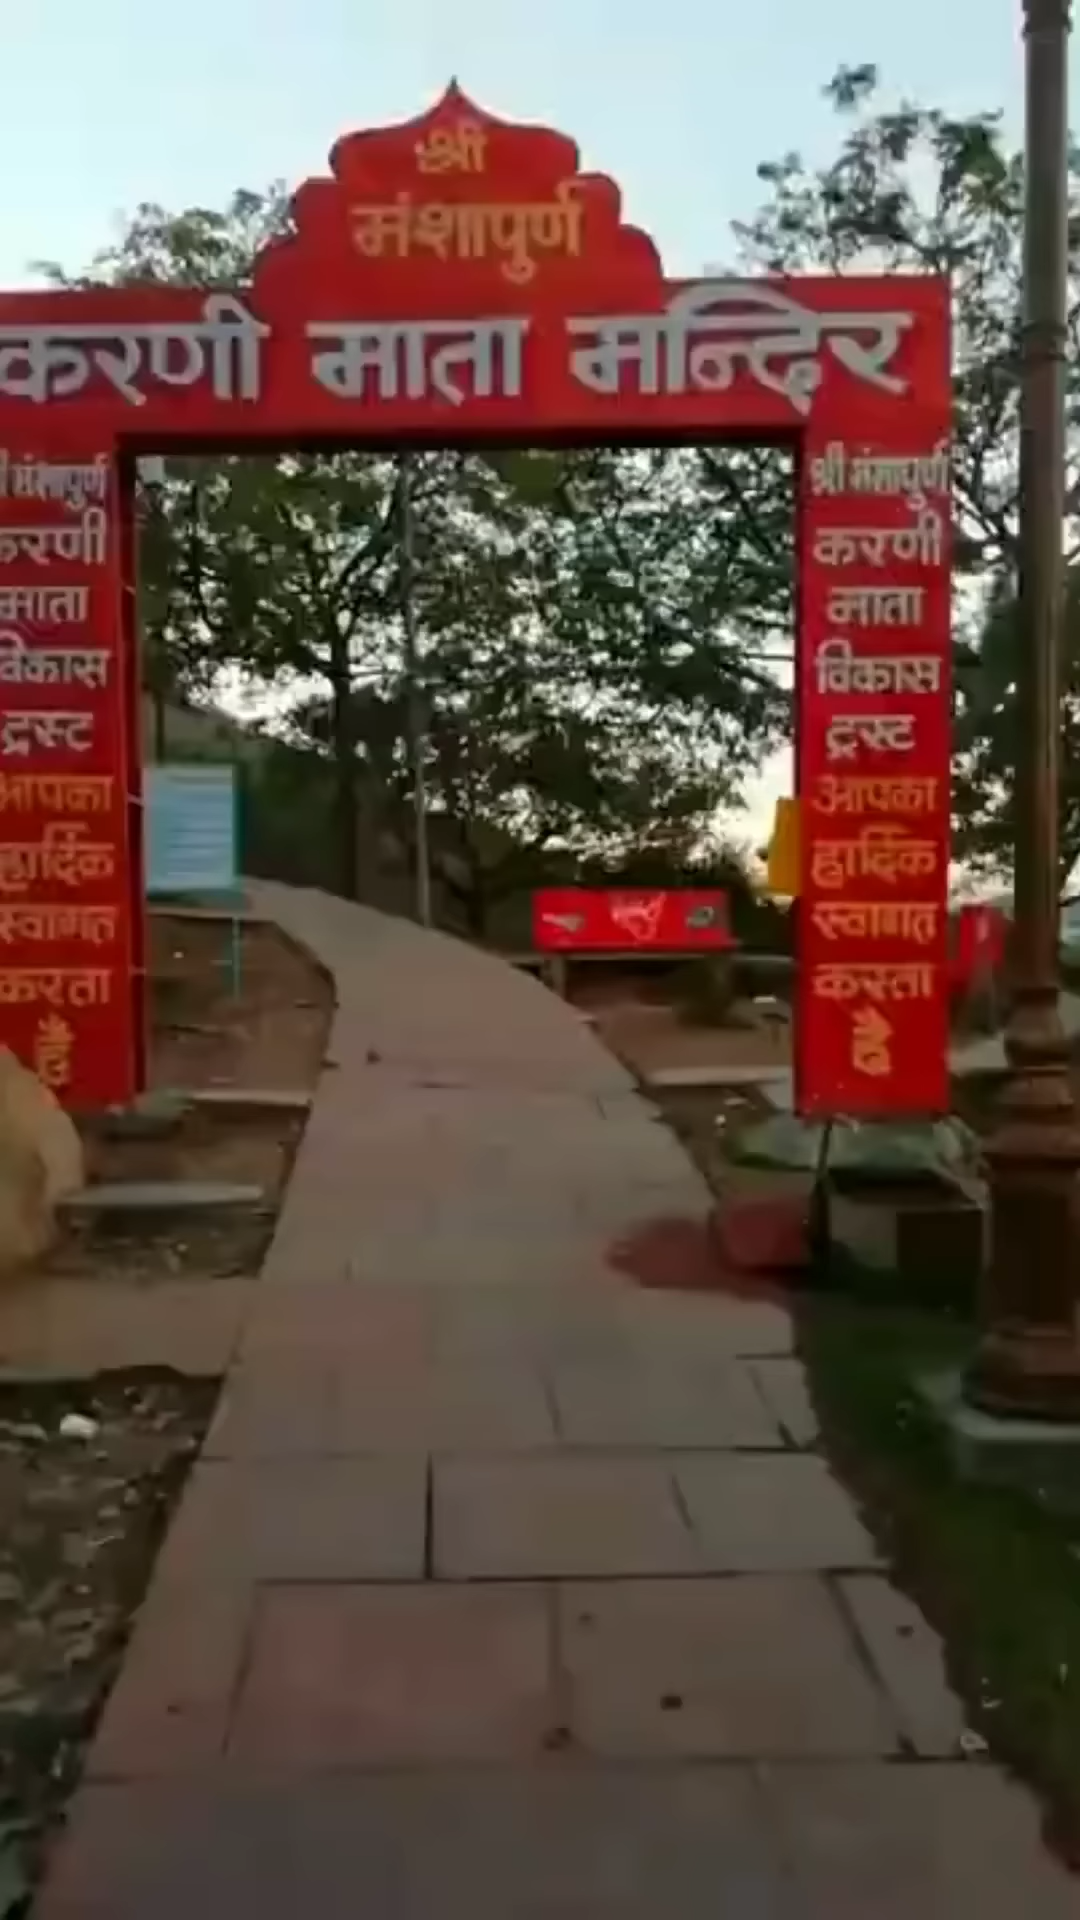 श्री
मंशापुर्ण
करणी माता मन्दिर
श्री मंशापुर्ण
करणी
माता
विकास
ट्रस्ट
आपका
हार्दिक
स्वागत
करता
है
श्री मंशापुर्ण
करणी
माता
विकास
ट्रस्ट
आपका
हार्दिक
स्वागत
करता
है